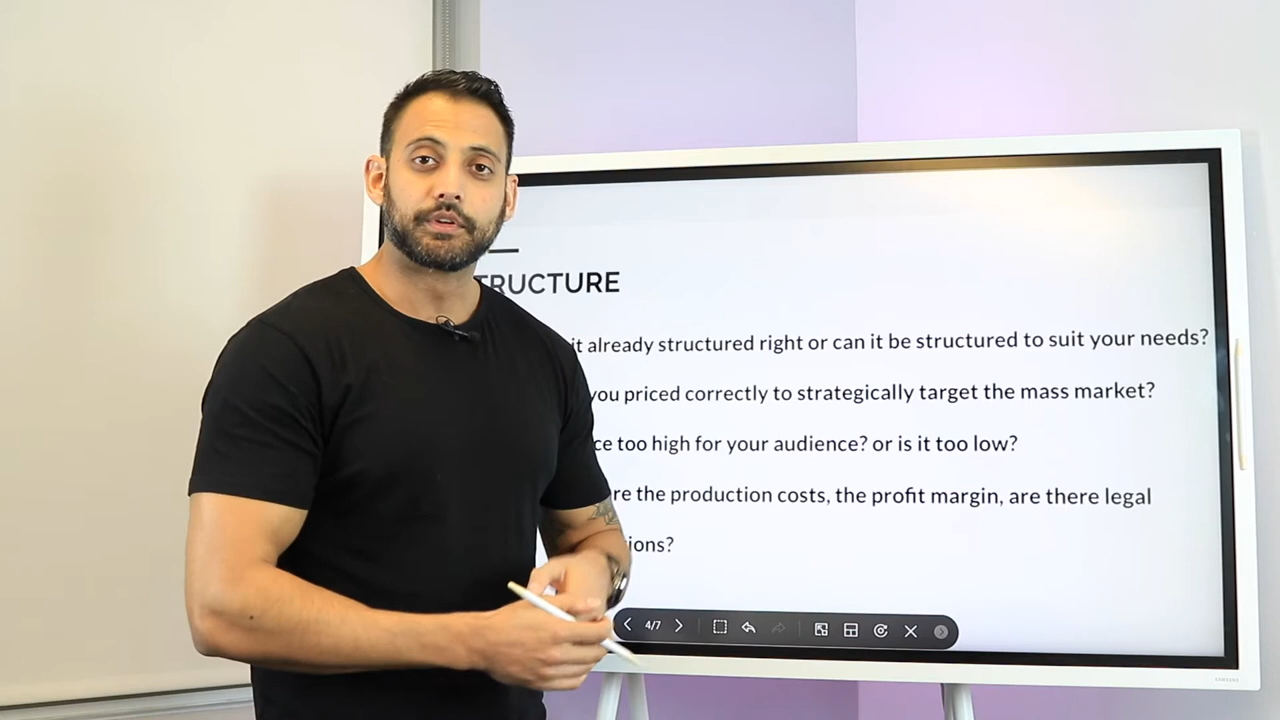 TRUCTURE
it already structured right or can it be structured to suit your needs?
you priced correctly to strategically target the mass market?
ce too high for your audience? or is it too low?
re the production costs, the profit margin, are there legal
ions?
4/7
SAMSUNG